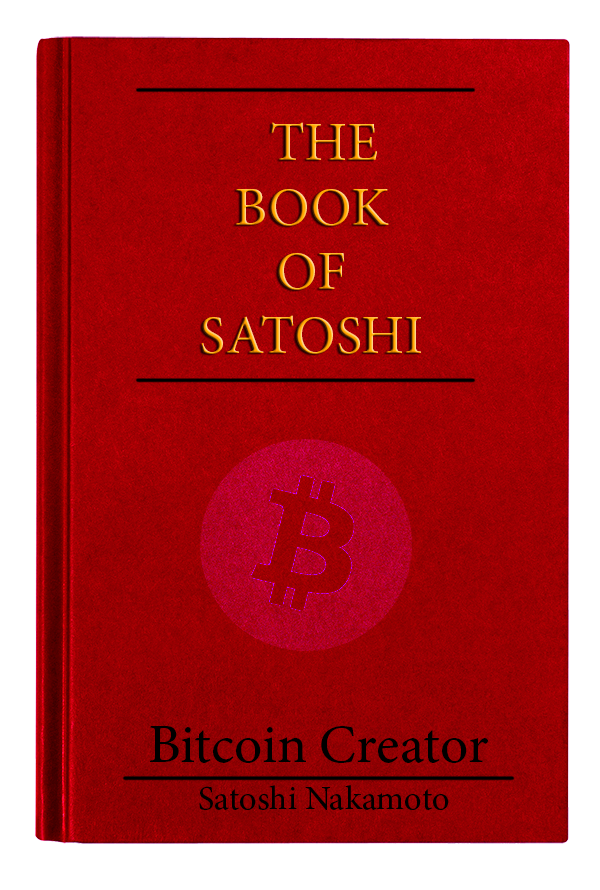 THE
BOOK
OF
SATOSHI
Bitcoin Creator
Satoshi Nakamoto